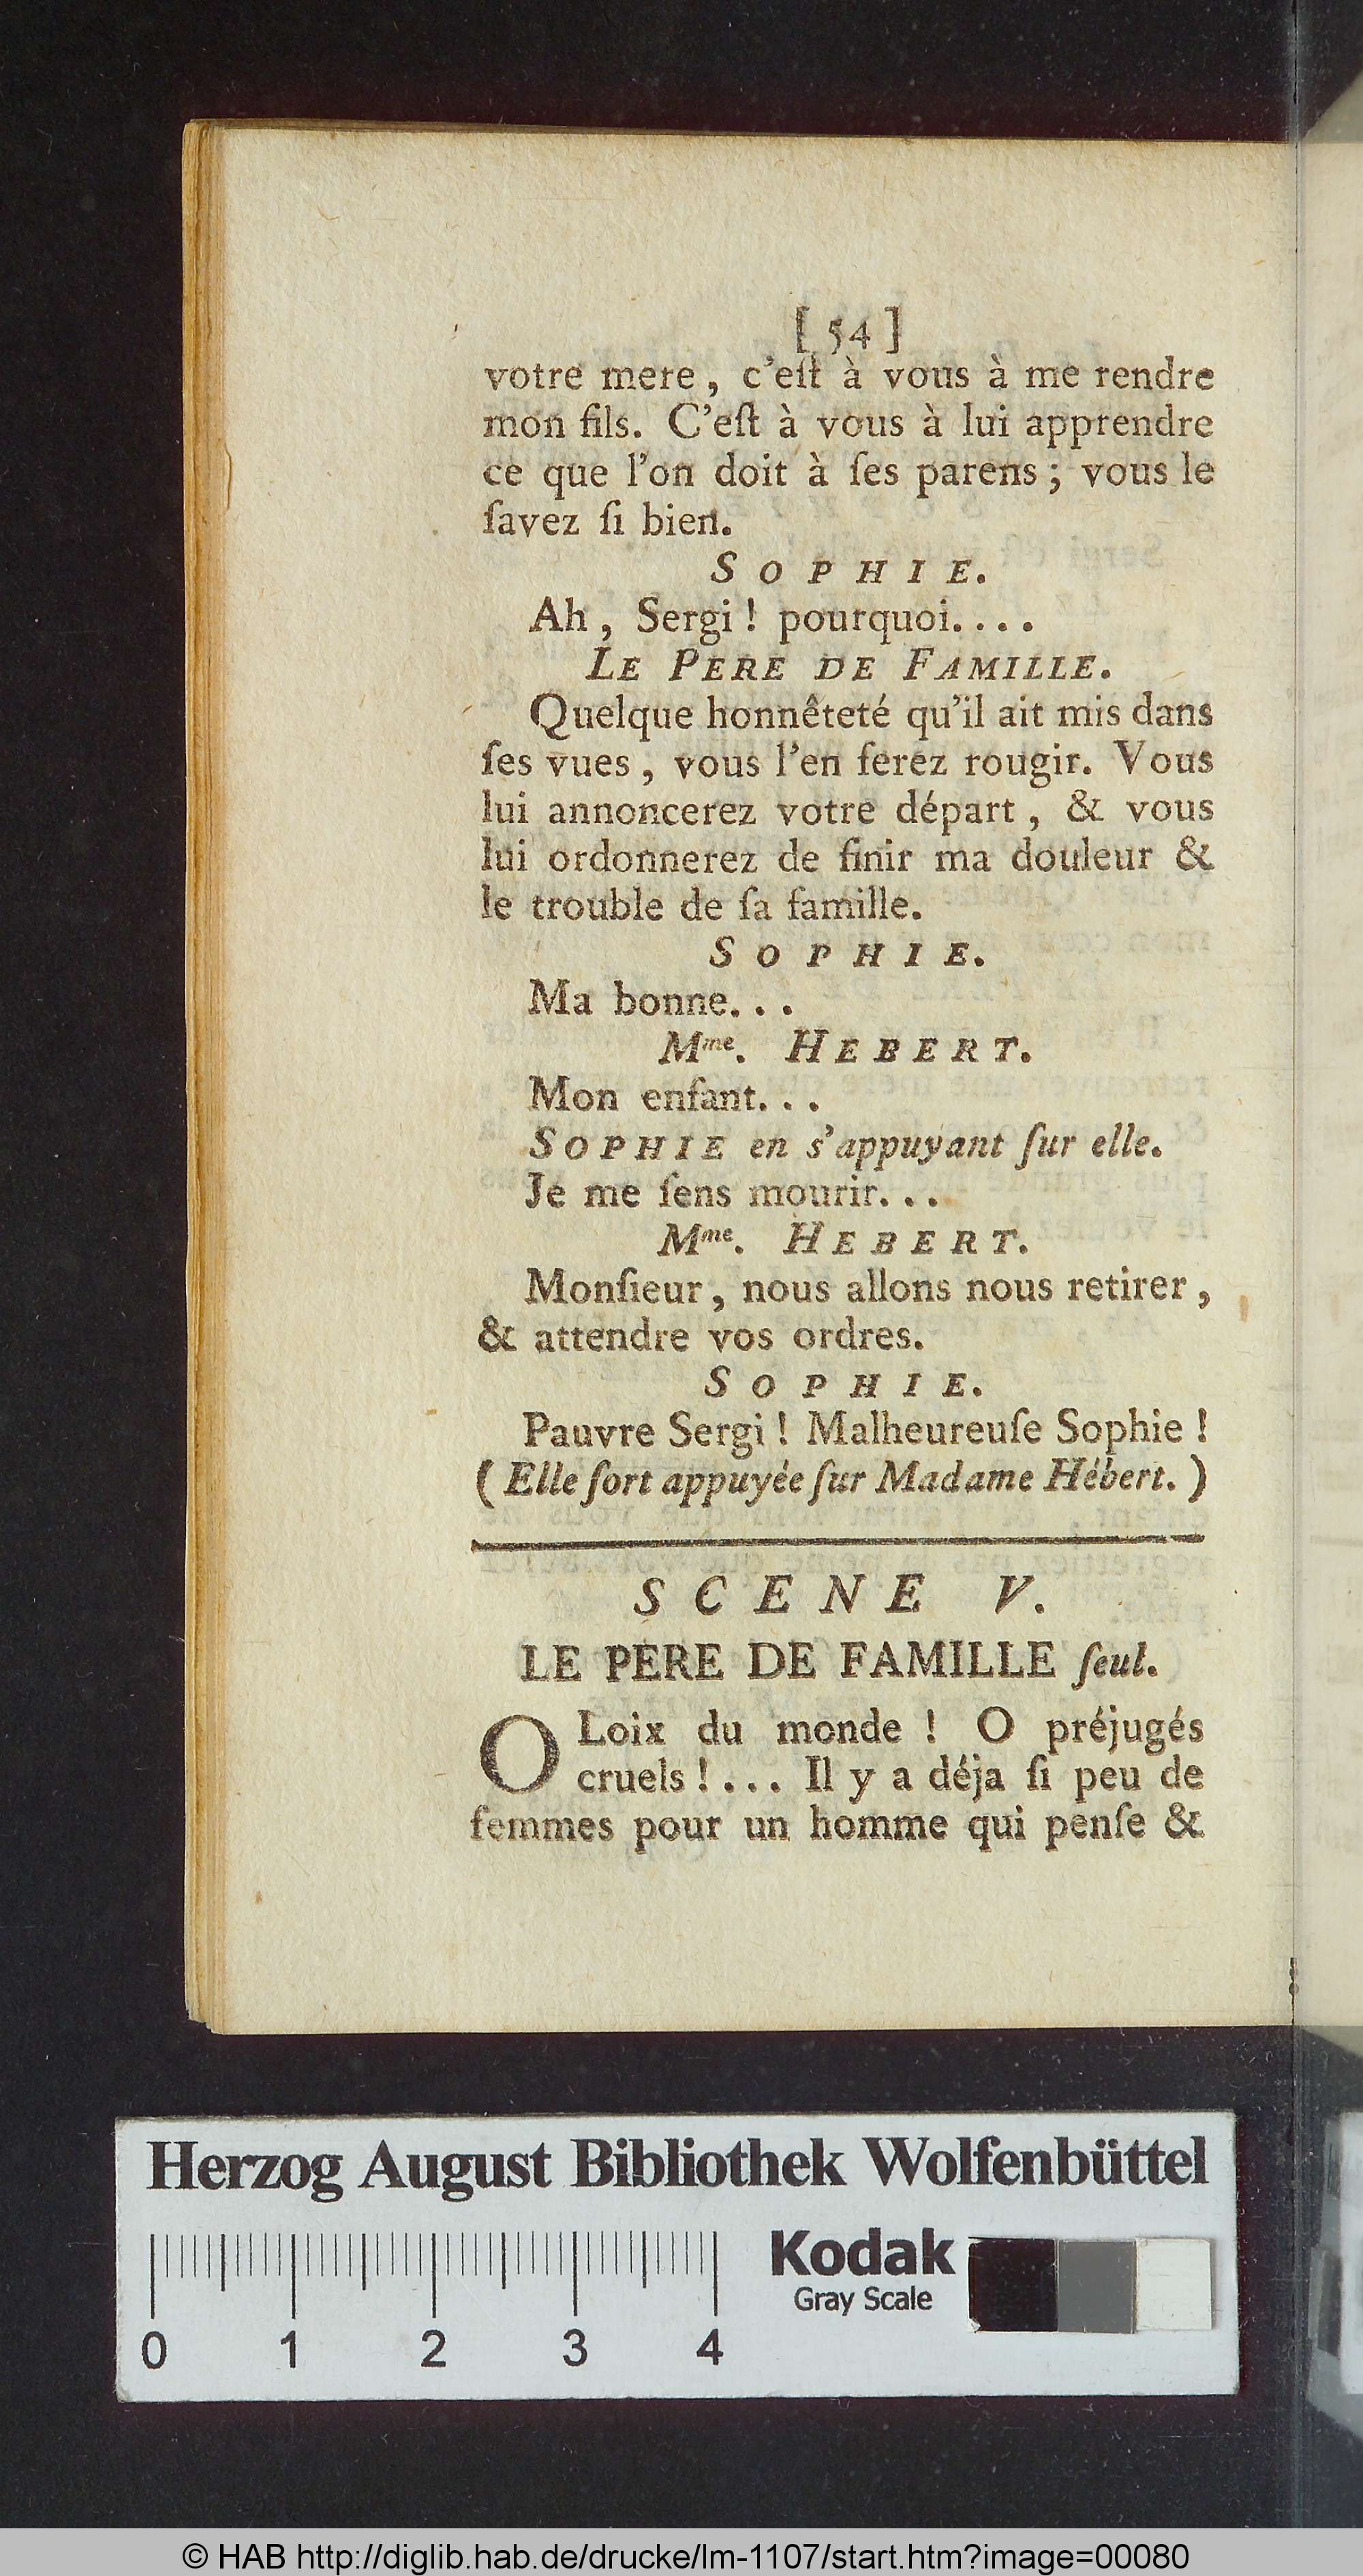 [ 54 ]
votre mere, c'eſt à vous à me rendre
mon fils. C'eſt à vous à lui apprendre
ce que l'on doit à ſes parens ; vous le
ſavez ſi bien.
SOPHIE.
Ah, Sergi ! pourquoi....
LE PERE DE FAMILLE.
Quelque honnêteté qu'il ait mis dans
ſes vues, vous l'en ferez rougir. Vous
lui annoncerez votre départ, & vous
lui ordonnerez de finir ma douleur &
le trouble de ſa famille.
SOPHIE.
Ma bonne...
Mme. HEBERT.
Mon enfant...
SOPHIE en s'appuyant ſur elle.
Je me ſens mourir...
Mme. HEBERT.
Monſieur, nous allons nous retirer,
& attendre vos ordres.
SOPHIE.
Pauvre Sergi ! Malheureuſe Sophie !
( Elle ſort appuyée ſur Madame Hébert. )
SCENE V.
LE PERE DE FAMILLE ſeul.
O Loix du monde ! O préjugés
cruels !... Il y a déja ſi peu de
femmes pour un homme qui penſe &
Herzog August Bibliothek Wolfenbüttel
Kodak
Gray Scale
0 1 2 3 4
© HAB http://diglib.hab.de/drucke/lm-1107/start.htm?image=00080